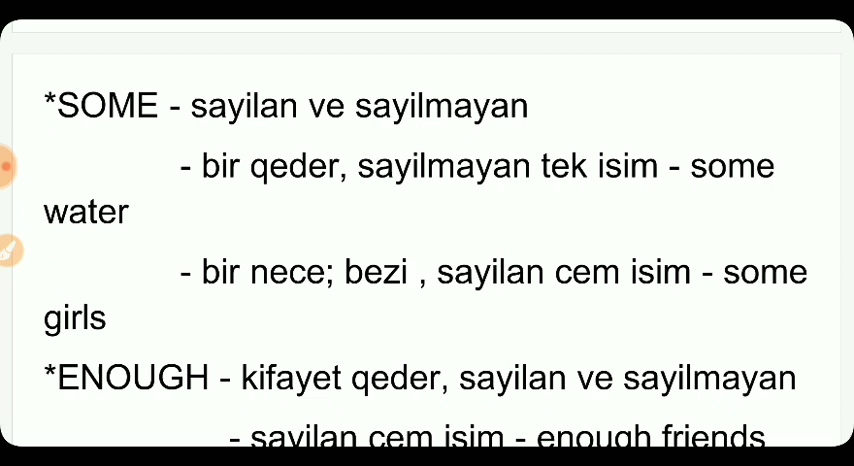 *SOME - sayilan ve sayilmayan
- bir qeder, sayilmayan tek isim - some
water
- bir nece; bezi , sayilan cem isim - some
girls
*ENOUGH - kifayet qeder, sayilan ve sayilmayan
- sayilan cem isim - enough friends